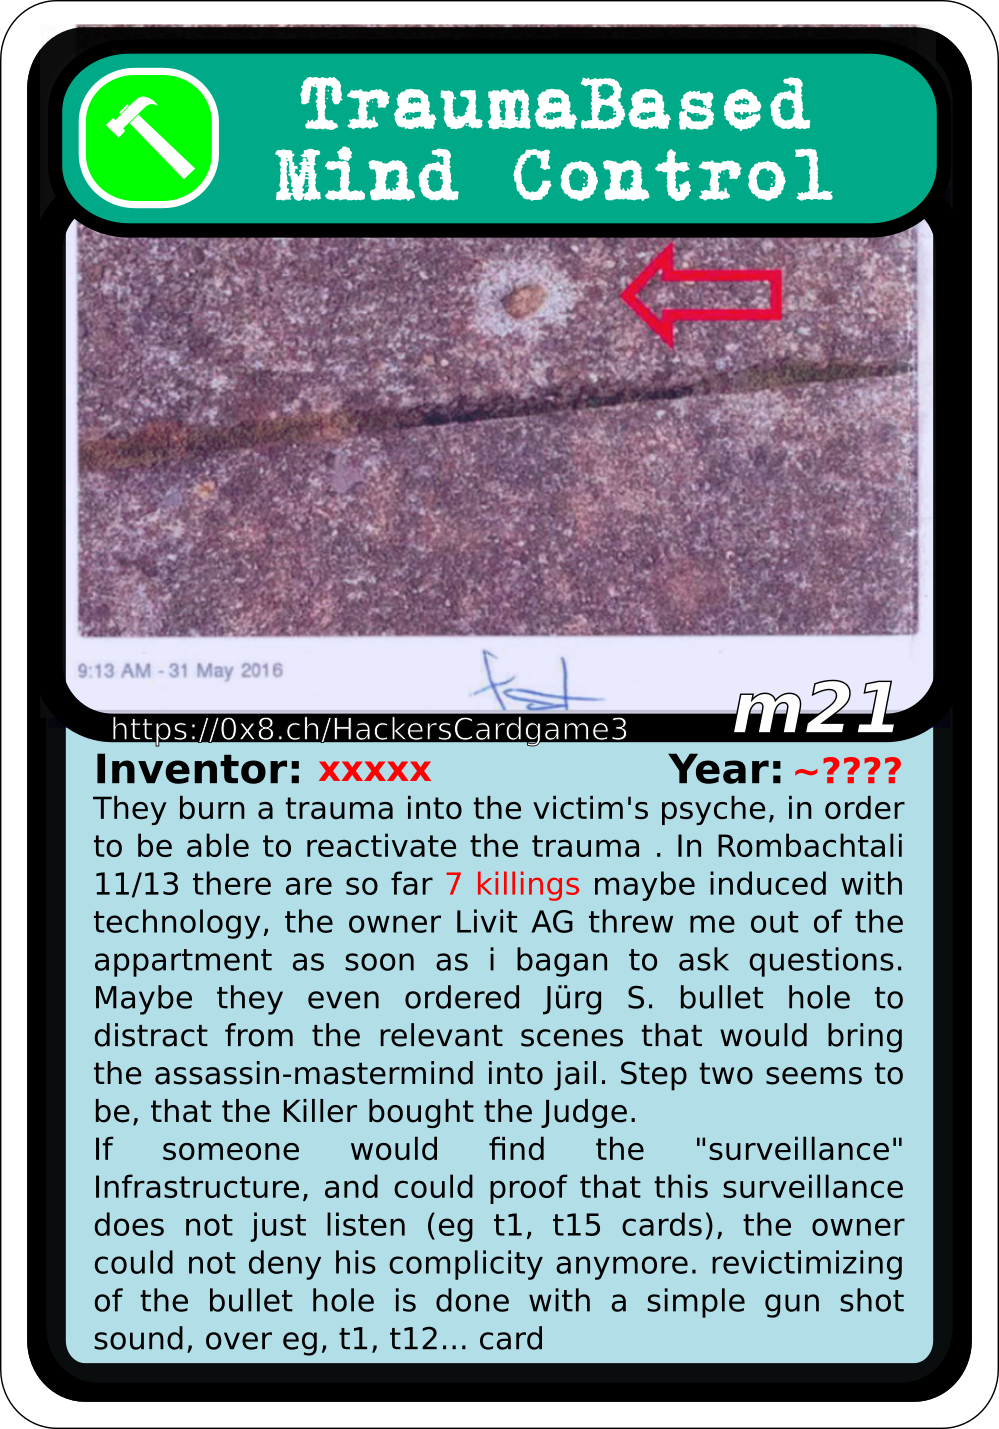 TraumaBased
Mind Control
9:13 AM - 31 May 2016
m21
https://0x8.ch/HackersCardgame3
Inventor: xxxxx Year: ~????
They burn a trauma into the victim's psyche, in order
to be able to reactivate the trauma . In Rombachtali
11/13 there are so far 7 killings maybe induced with
technology, the owner Livit AG threw me out of the
appartment as soon as i bagan to ask questions.
Maybe they even ordered Jürg S. bullet hole to
distract from the relevant scenes that would bring
the assassin-mastermind into jail. Step two seems to
be, that the Killer bought the Judge.
If someone would find the "surveillance"
Infrastructure, and could proof that this surveillance
does not just listen (eg t1, t15 cards), the owner
could not deny his complicity anymore. revictimizing
of the bullet hole is done with a simple gun shot
sound, over eg, t1, t12... card